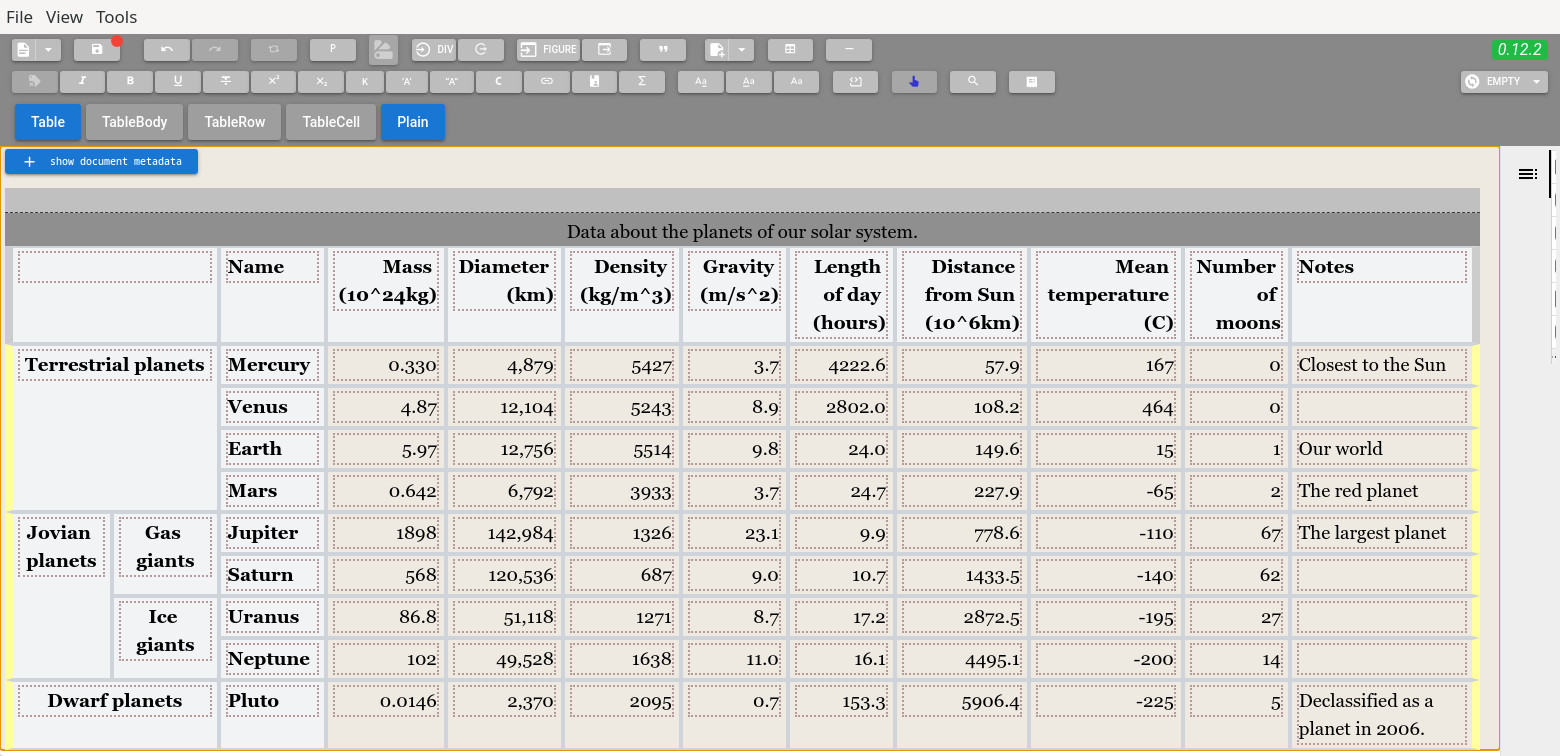 File View Tools
P DIV FIGURE 0.12.2
I B U S X² X₂ K 'A' "A" C Σ Aa Aa Aa EMPTY
Table TableBody TableRow TableCell Plain
+ show document metadata
Data about the planets of our solar system.
Name Mass (10^24kg) Diameter (km) Density (kg/m^3) Gravity (m/s^2) Length of day (hours) Distance from Sun (10^6km) Mean temperature (C) Number of moons Notes
Terrestrial planets Mercury 0.330 4,879 5427 3.7 4222.6 57.9 167 0 Closest to the Sun
Venus 4.87 12,104 5243 8.9 2802.0 108.2 464 0
Earth 5.97 12,756 5514 9.8 24.0 149.6 15 1 Our world
Mars 0.642 6,792 3933 3.7 24.7 227.9 -65 2 The red planet
Jovian planets Gas giants Jupiter 1898 142,984 1326 23.1 9.9 778.6 -110 67 The largest planet
Saturn 568 120,536 687 9.0 10.7 1433.5 -140 62
Ice giants Uranus 86.8 51,118 1271 8.7 17.2 2872.5 -195 27
Neptune 102 49,528 1638 11.0 16.1 4495.1 -200 14
Dwarf planets Pluto 0.0146 2,370 2095 0.7 153.3 5906.4 -225 5 Declassified as a planet in 2006.